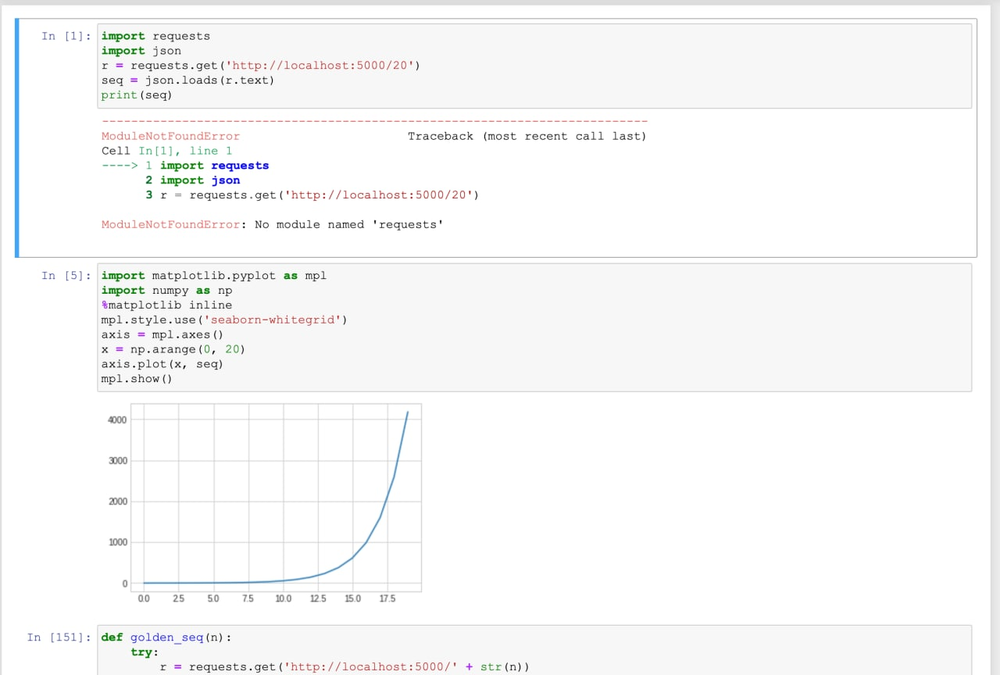 In [1]: import requests
import json
r = requests.get('http://localhost:5000/20')
seq = json.loads(r.text)
print(seq)
---------------------------------------------------------------------------
ModuleNotFoundError                       Traceback (most recent call last)
Cell In[1], line 1
----> 1 import requests
      2 import json
      3 r = requests.get('http://localhost:5000/20')
ModuleNotFoundError: No module named 'requests'
In [5]: import matplotlib.pyplot as mpl
import numpy as np
%matplotlib inline
mpl.style.use('seaborn-whitegrid')
axis = mpl.axes()
x = np.arange(0, 20)
axis.plot(x, seq)
mpl.show()
4000
3000
2000
1000
0
0.0 2.5 5.0 7.5 10.0 12.5 15.0 17.5
In [151]: def golden_seq(n):
    try:
        r = requests.get('http://localhost:5000/' + str(n))